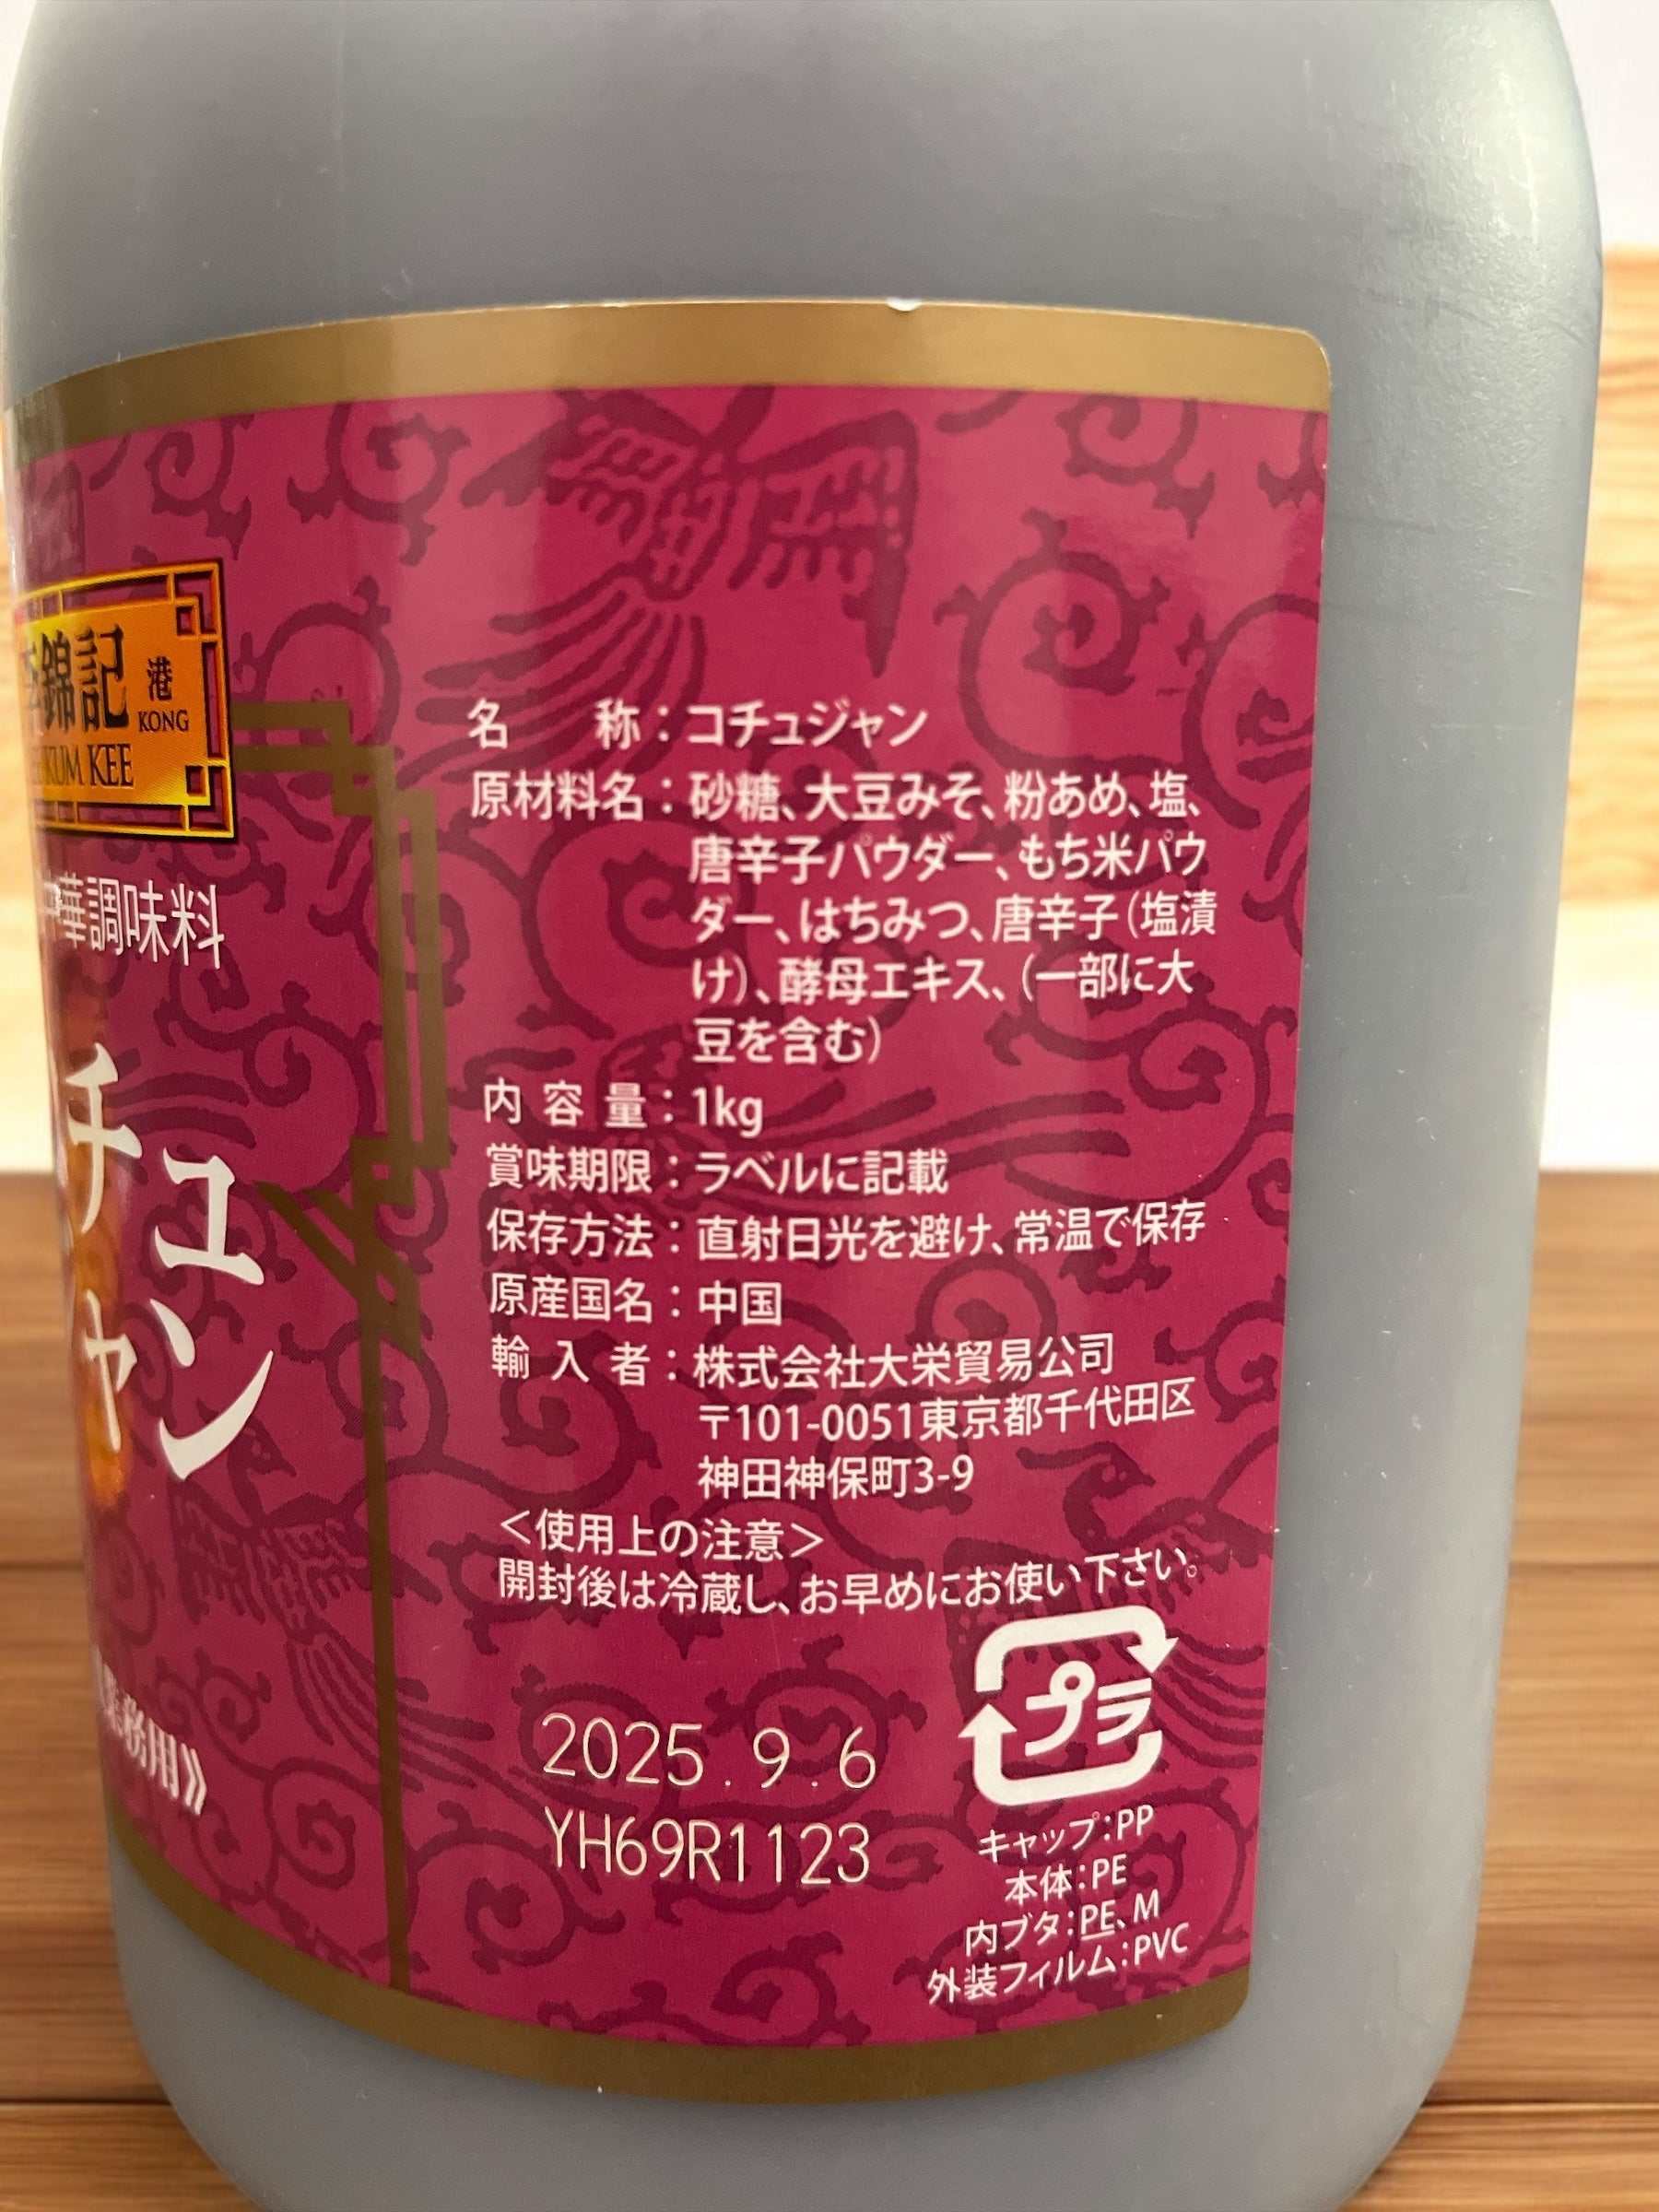 錦記
港
KONG
KUM KEE
華調味料
チュ
ャン
務用》
名 称：コチュジャン
原材料名：砂糖、大豆みそ、粉あめ、塩、
唐辛子パウダー、もち米パウ
ダー、はちみつ、唐辛子（塩漬
け）、酵母エキス、（一部に大
豆を含む）
内容量：1kg
賞味期限：ラベルに記載
保存方法：直射日光を避け、常温で保存
原産国名：中国
輸入者：株式会社大栄貿易公司
〒101-0051東京都千代田区
神田神保町3-9
＜使用上の注意＞
開封後は冷蔵し、お早めにお使い下さい。
2025.9.6
YH69R1123
プラ
キャップ：PP
本体：PE
内ブタ：PE、M
外装フィルム：PVC